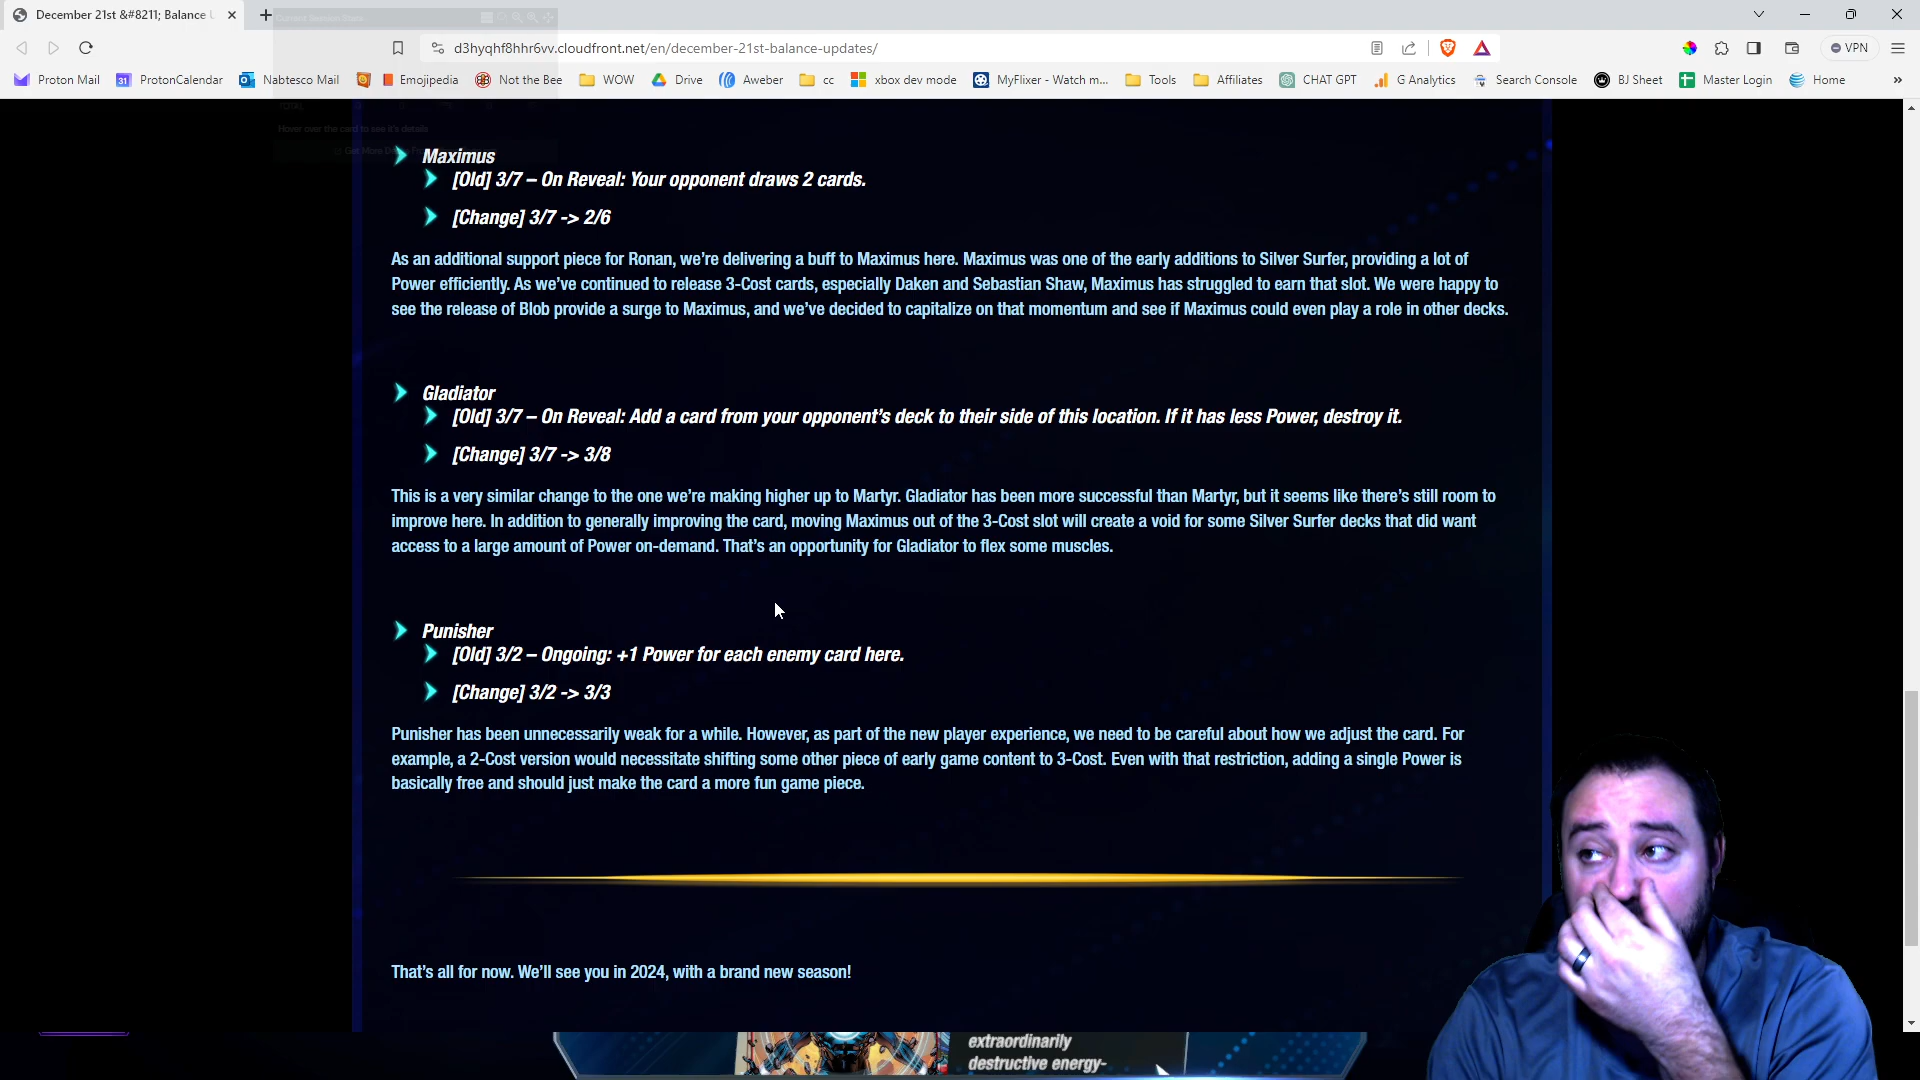 December 21st &#8211; Balance U
d3hyqhf8hhr6vv.cloudfront.net/en/december-21st-balance-updates/
VPN
Proton Mail
ProtonCalendar
Nabtesco Mail
Emojipedia
Not the Bee
WOW
Drive
Aweber
cc
xbox dev mode
MyFlixer - Watch m...
Tools
Affiliates
CHAT GPT
G Analytics
Search Console
BJ Sheet
Master Login
Home
»
Hover over the card to see it's details
Maximus
[Old] 3/7 – On Reveal: Your opponent draws 2 cards.
[Change] 3/7 -> 2/6
As an additional support piece for Ronan, we're delivering a buff to Maximus here. Maximus was one of the early additions to Silver Surfer, providing a lot of
Power efficiently. As we've continued to release 3-Cost cards, especially Daken and Sebastian Shaw, Maximus has struggled to earn that slot. We were happy to
see the release of Blob provide a surge to Maximus, and we've decided to capitalize on that momentum and see if Maximus could even play a role in other decks.
Gladiator
[Old] 3/7 – On Reveal: Add a card from your opponent's deck to their side of this location. If it has less Power, destroy it.
[Change] 3/7 -> 3/8
This is a very similar change to the one we're making higher up to Martyr. Gladiator has been more successful than Martyr, but it seems like there's still room to
improve here. In addition to generally improving the card, moving Maximus out of the 3-Cost slot will create a void for some Silver Surfer decks that did want
access to a large amount of Power on-demand. That's an opportunity for Gladiator to flex some muscles.
Punisher
[Old] 3/2 – Ongoing: +1 Power for each enemy card here.
[Change] 3/2 -> 3/3
Punisher has been unnecessarily weak for a while. However, as part of the new player experience, we need to be careful about how we adjust the card. For
example, a 2-Cost version would necessitate shifting some other piece of early game content to 3-Cost. Even with that restriction, adding a single Power is
basically free and should just make the card a more fun game piece.
That's all for now. We'll see you in 2024, with a brand new season!
extraordinarily
destructive energy-